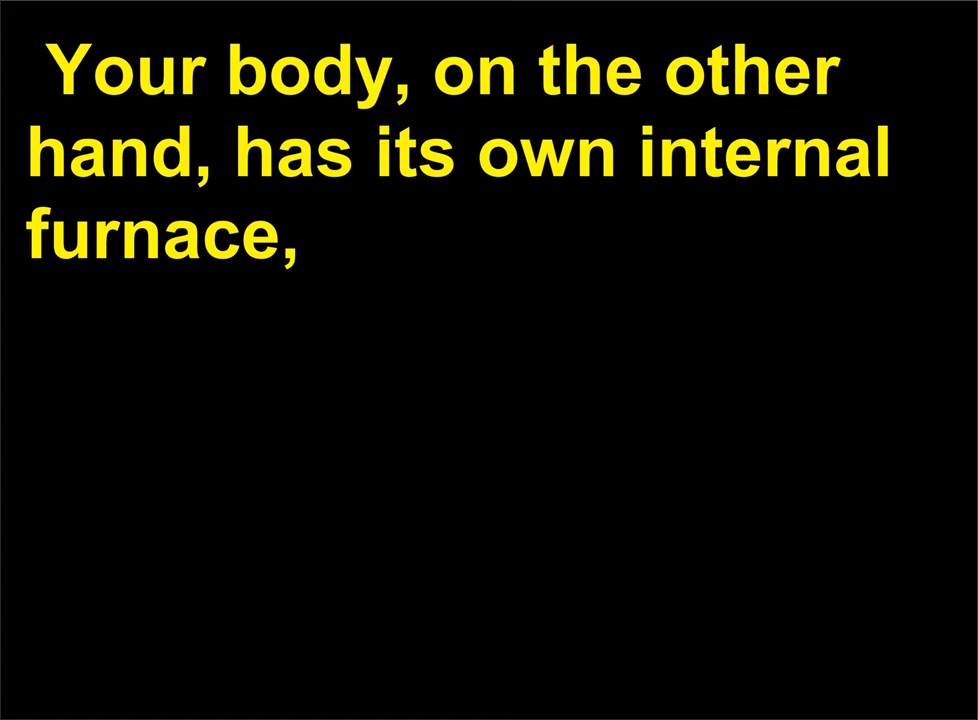 Your body, on the other
hand, has its own internal
furnace,